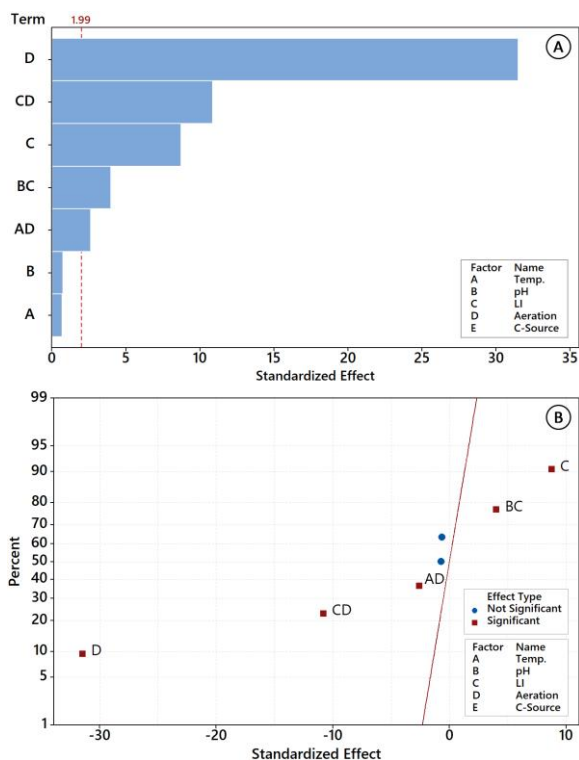 Term
1.99
A
D
CD
C
BC
AD
B
A
Factor Name
A Temp.
B pH
C LI
D Aeration
E C-Source
0 5 10 15 20 25 30 35
Standardized Effect
B
99
95
90
80
70
60
50
40
30
20
10
5
1
Percent
C
BC
AD
CD
D
Effect Type
Not Significant
Significant
Factor Name
A Temp.
B pH
C LI
D Aeration
E C-Source
-30 -20 -10 0 10
Standardized Effect